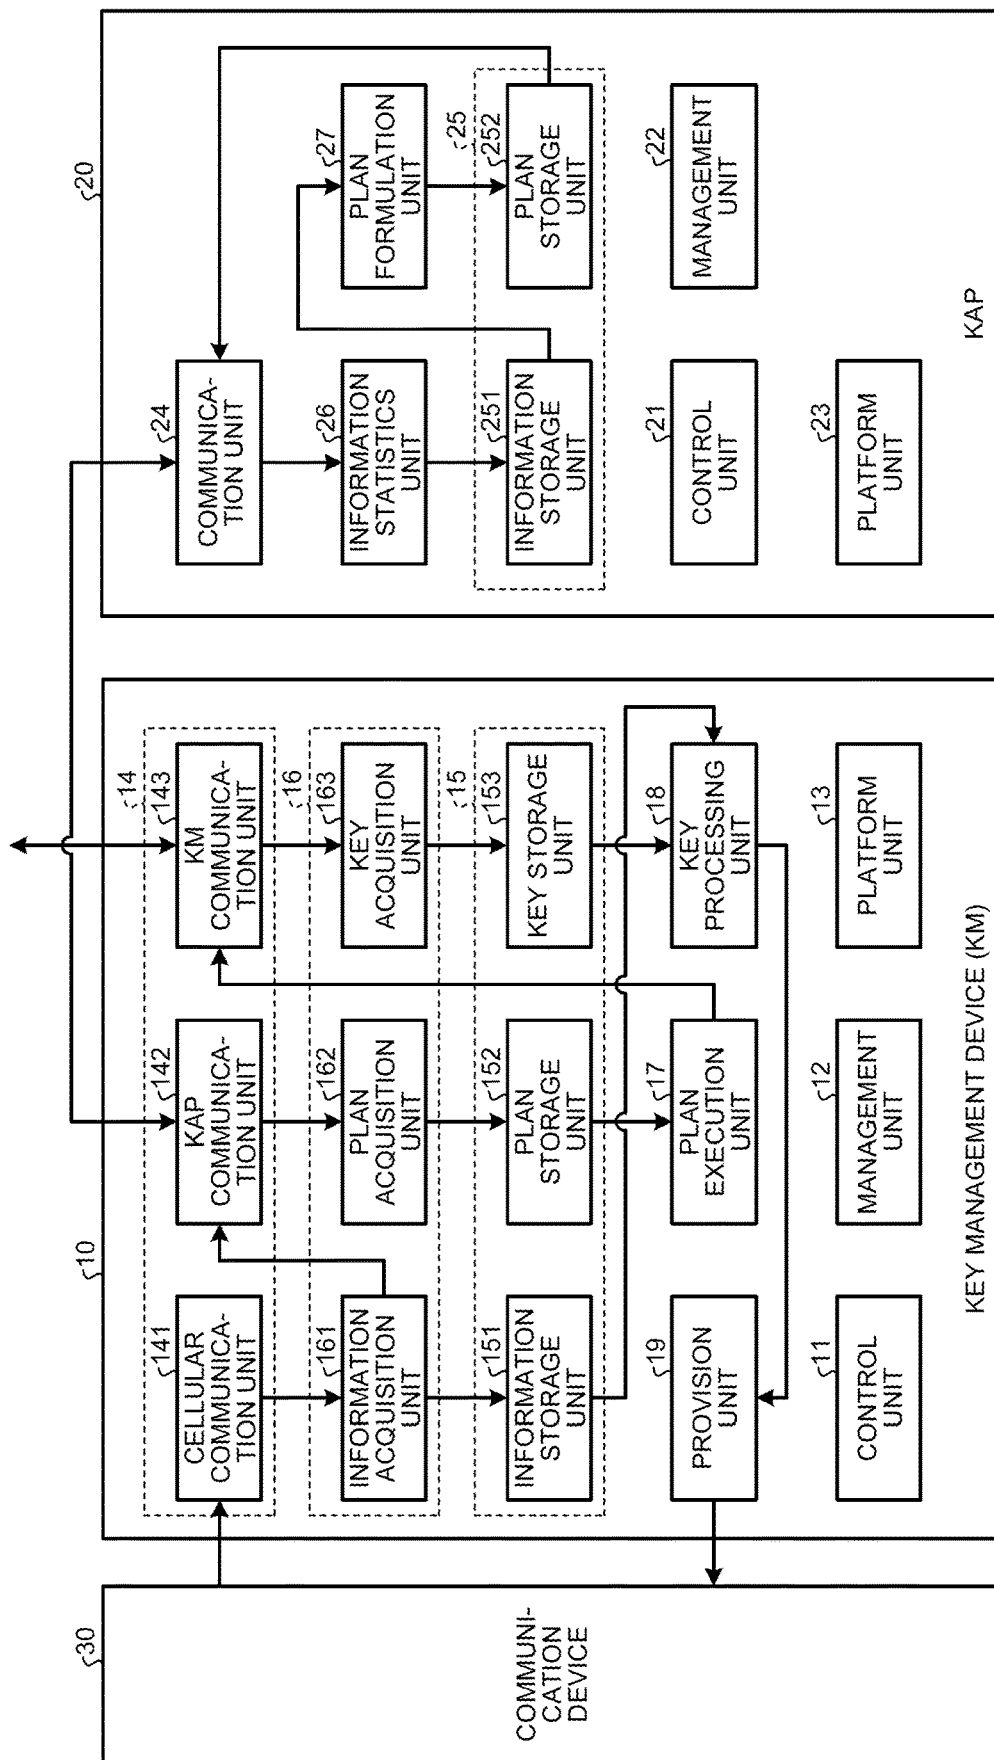 30
COMMUNI-
CATION
DEVICE
10
14
141
CELLULAR
COMMUNICA-
TION UNIT
142
KAP
COMMUNICA-
TION UNIT
143
KM
COMMUNICA-
TION UNIT
16
161
INFORMATION
ACQUISITION
UNIT
162
PLAN
ACQUISITION
UNIT
163
KEY
ACQUISITION
UNIT
15
151
INFORMATION
STORAGE
UNIT
152
PLAN
STORAGE
UNIT
153
KEY STORAGE
UNIT
19
PROVISION
UNIT
17
PLAN
EXECUTION
UNIT
18
KEY
PROCESSING
UNIT
11
CONTROL
UNIT
12
MANAGEMENT
UNIT
13
PLATFORM
UNIT
KEY MANAGEMENT DEVICE (KM)
20
24
COMMUNICA-
TION UNIT
26
INFORMATION
STATISTICS
UNIT
27
PLAN
FORMULATION
UNIT
25
251
INFORMATION
STORAGE
UNIT
252
PLAN
STORAGE
UNIT
21
CONTROL
UNIT
22
MANAGEMENT
UNIT
23
PLATFORM
UNIT
KAP